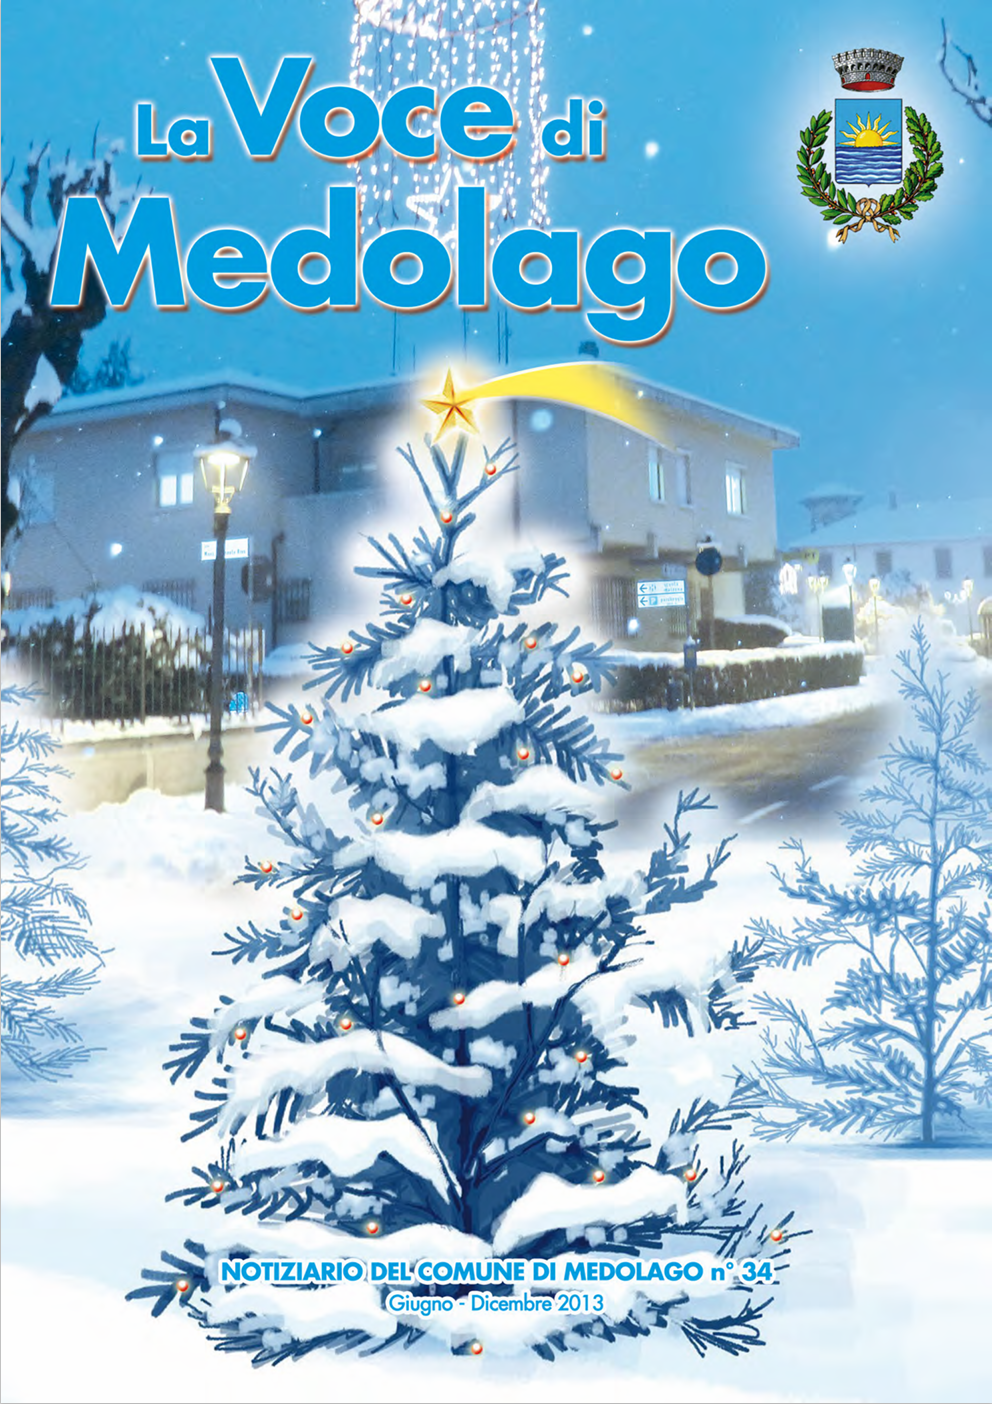 La Voce di
Medolago
NOTIZIARIO DEL COMUNE DI MEDOLAGO n° 34
Giugno - Dicembre 2013